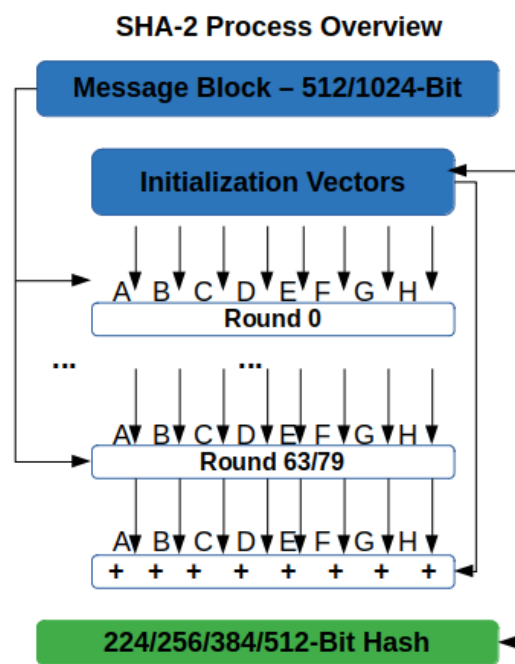 SHA-2 Process Overview
Message Block – 512/1024-Bit
Initialization Vectors
A B C D E F G H
Round 0
... ...
A B C D E F G H
Round 63/79
A B C D E F G H
+ + + + + + + +
224/256/384/512-Bit Hash